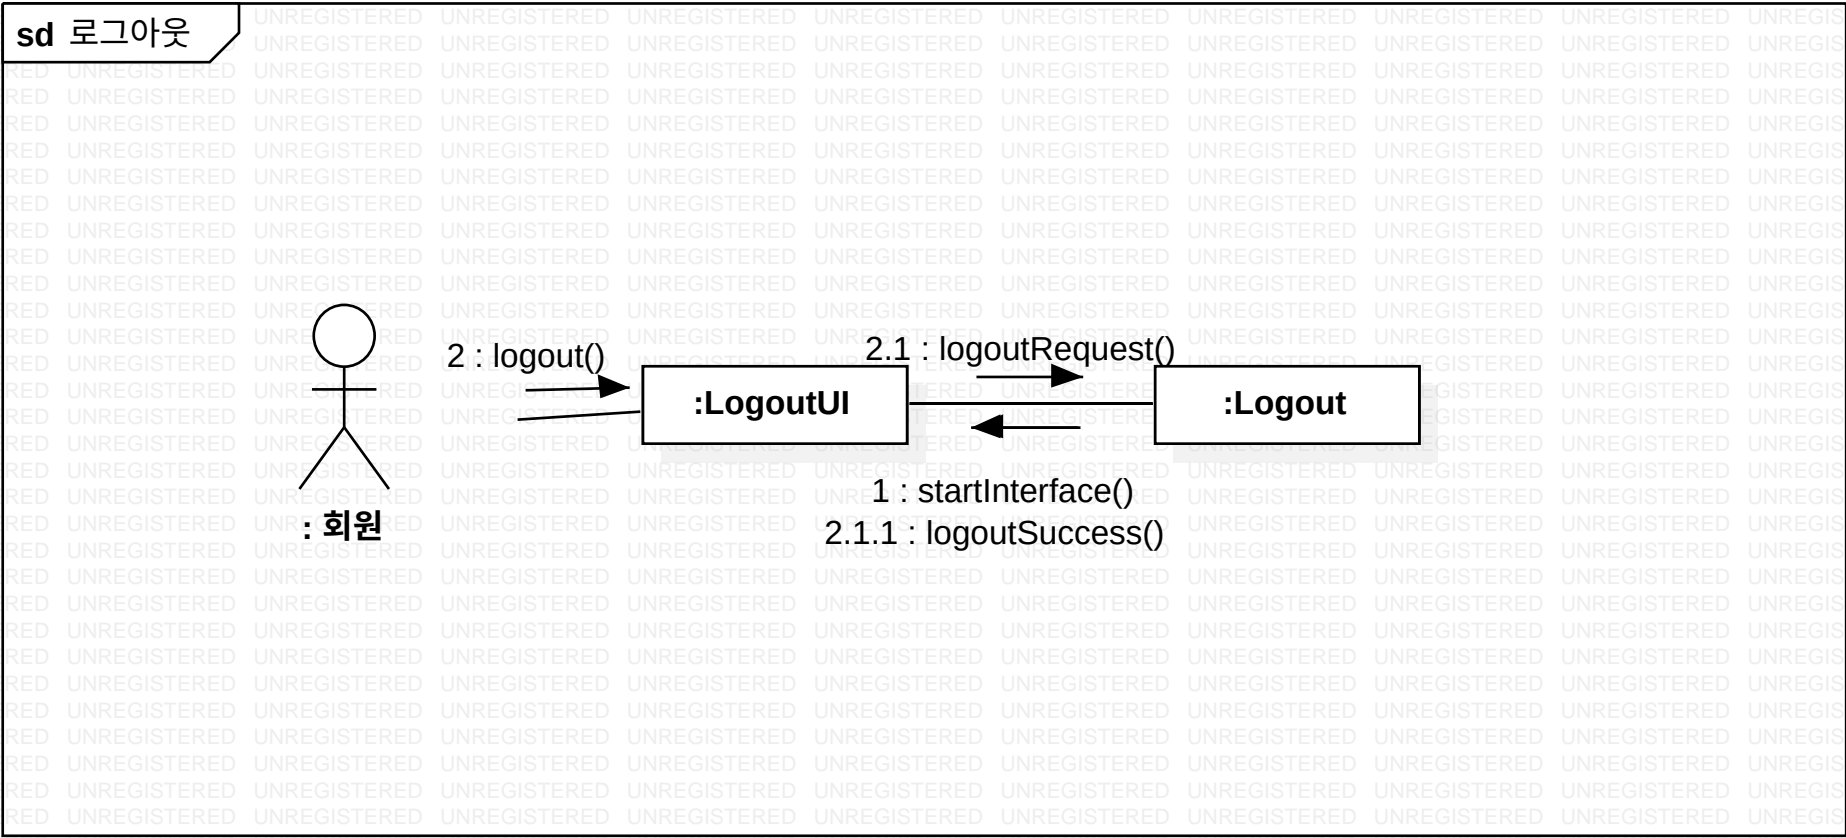 sd 로그아웃
2 : logout()
2.1 : logoutRequest()
:LogoutUI
:Logout
1 : startInterface()
2.1.1 : logoutSuccess()
: 회원
UNREGISTERED